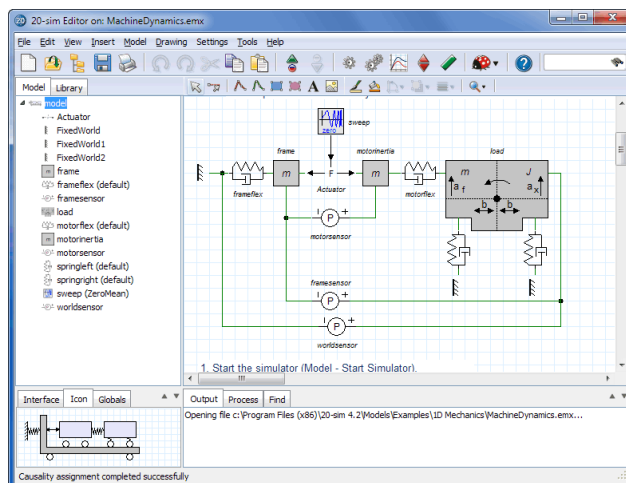 20-sim Editor on: MachineDynamics.emx
File Edit View Insert Model Drawing Settings Tools Help
Model Library
A
model
Actuator
FixedWorld
FixedWorld1
FixedWorld2
frame
frameflex (default)
framesensor
load
motorflex (default)
motorinertia
motorsensor
springleft (default)
springright (default)
sweep (ZeroMean)
worldsensor
zero
sweep
frame
motorinertia
load
m
F
m
m
J
a f
a x
b
b
frameflex
Actuator
motorflex
P
motorsensor
framesensor
P
P
worldsensor
1. Start the simulator (Model - Start Simulator).
Interface Icon Globals
Output Process Find
Opening file c:\Program Files (x86)\20-sim 4.2\Models\Examples\1D Mechanics\MachineDynamics.emx...
Causality assignment completed successfully